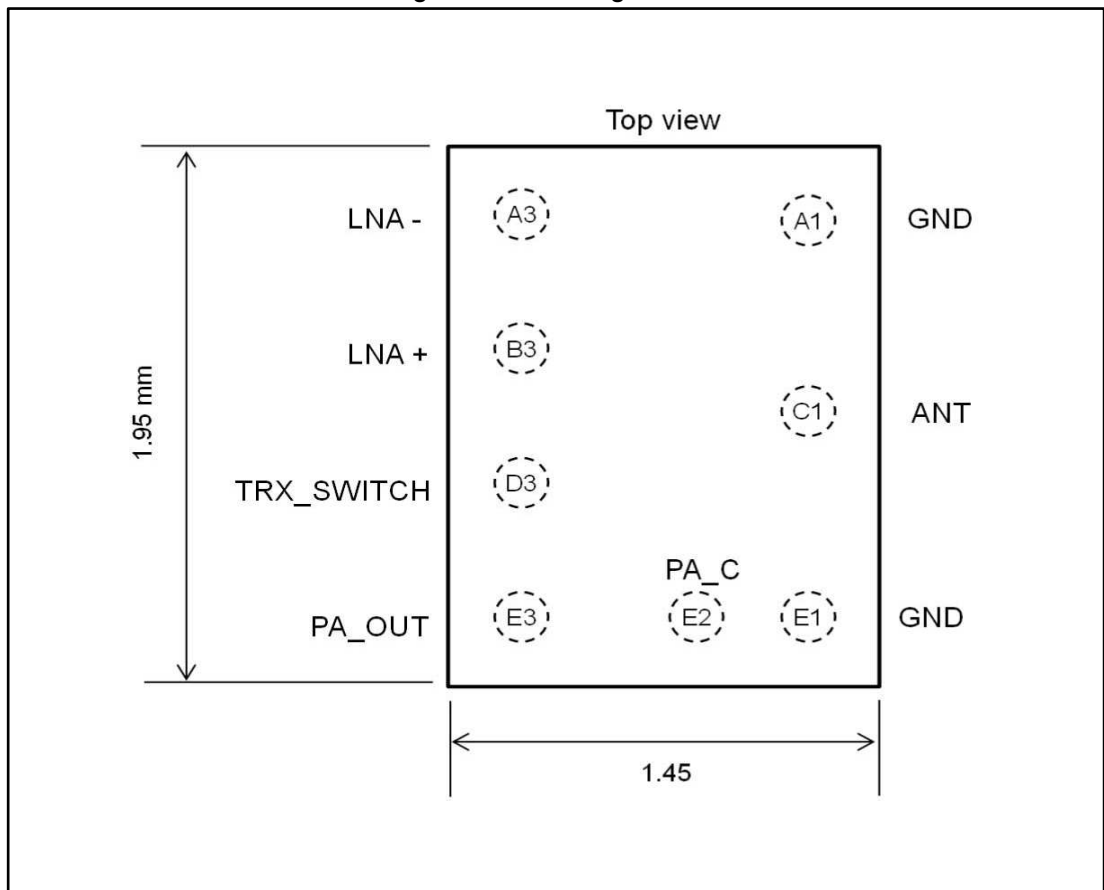 Top view
LNA -
A3
A1
GND
LNA +
B3
C1
ANT
1.95 mm
TRX_SWITCH
D3
PA_C
PA_OUT
E3
E2
E1
GND
1.45